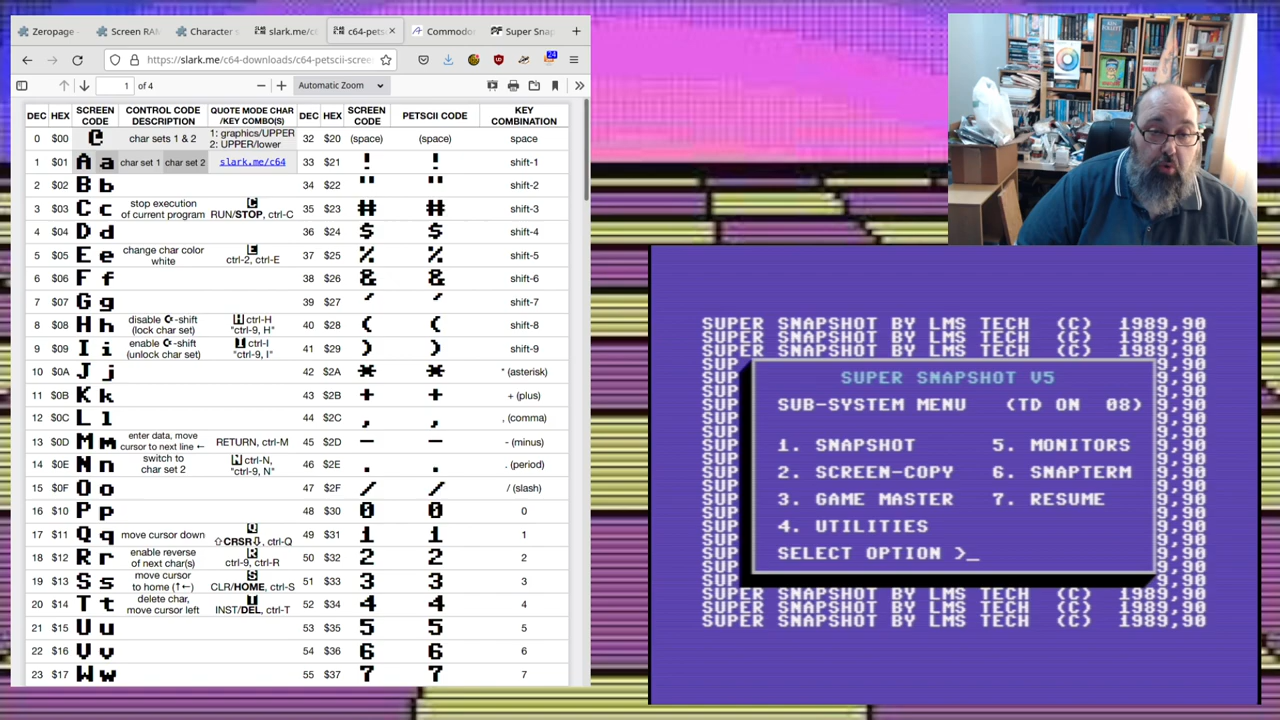 Zeropage
Screen RA
Character
slark.me/c
c64-pets
Commodo
Super Snap
https://slark.me/c64-downloads/c64-petscii-scree
24
1 of 4
Automatic Zoom
DEC HEX SCREEN CODE CONTROL CODE DESCRIPTION QUOTE MODE CHAR /KEY COMBO(S) DEC HEX SCREEN CODE PETSCII CODE KEY COMBINATION
0 $00 @ char sets 1 & 2 1: graphics/UPPER 2: UPPER/lower 32 $20 (space) (space) space
1 $01 A a char set 1 char set 2 slark.me/c64 33 $21 ! ! shift-1
2 $02 B b 34 $22 " " shift-2
3 $03 C c stop execution of current program C RUN/STOP, ctrl-C 35 $23 # # shift-3
4 $04 D d 36 $24 $ $ shift-4
5 $05 E e change char color white E ctrl-2, ctrl-E 37 $25 % % shift-5
6 $06 F f 38 $26 & & shift-6
7 $07 G g 39 $27 ' ' shift-7
8 $08 H h disable C=-shift (lock char set) H ctrl-H "ctrl-9, H" 40 $28 ( ( shift-8
9 $09 I i enable C=-shift (unlock char set) I ctrl-I "ctrl-9, I" 41 $29 ) ) shift-9
10 $0A J j 42 $2A * * * (asterisk)
11 $0B K k 43 $2B + + + (plus)
12 $0C L l 44 $2C , , , (comma)
13 $0D M m enter data, move cursor to next line ← RETURN, ctrl-M 45 $2D - - - (minus)
14 $0E N n switch to char set 2 N ctrl-N, "ctrl-9, N" 46 $2E . . . (period)
15 $0F O o 47 $2F / / / (slash)
16 $10 P p 48 $30 0 0 0
17 $11 Q q move cursor down Q ⇧CRSR⇩, ctrl-Q 49 $31 1 1 1
18 $12 R r enable reverse of next char(s) R ctrl-9, ctrl-R 50 $32 2 2 2
19 $13 S s move cursor to home (↑←) S CLR/HOME, ctrl-S 51 $33 3 3 3
20 $14 T t delete char, move cursor left T INST/DEL, ctrl-T 52 $34 4 4 4
21 $15 U u 53 $35 5 5 5
22 $16 V v 54 $36 6 6 6
23 $17 W w 55 $37 7 7 7
SUPER SNAPSHOT BY LMS TECH (C) 1989,90
SUPER SNAPSHOT BY LMS TECH (C) 1989,90
SUPER SNAPSHOT BY LMS TECH (C) 1989,90
SUPER SNAPSHOT V5
SUB-SYSTEM MENU (TD ON 08)
1. SNAPSHOT 5. MONITORS
2. SCREEN-COPY 6. SNAPTERM
3. GAME MASTER 7. RESUME
4. UTILITIES
SELECT OPTION >_
SUPER SNAPSHOT BY LMS TECH (C) 1989,90
SUPER SNAPSHOT BY LMS TECH (C) 1989,90
SUPER SNAPSHOT BY LMS TECH (C) 1989,90